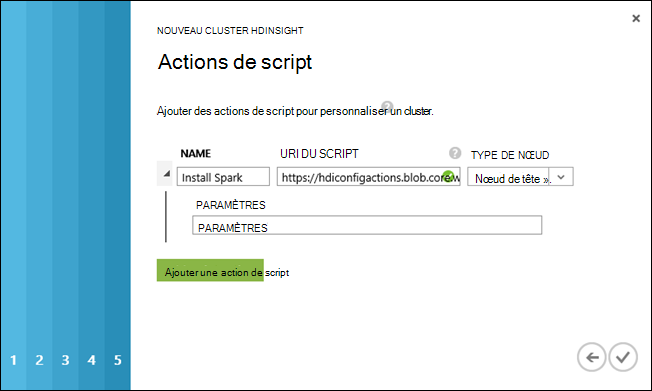 NOUVEAU CLUSTER HDINSIGHT
Actions de script
Ajouter des actions de script pour personnaliser un cluster.
NAME URI DU SCRIPT TYPE DE NŒUD
Install Spark https://hdiconfigactions.blob.core.w Nœud de tête ».
PARAMÈTRES
PARAMÈTRES
Ajouter une action de script
1 2 3 4 5